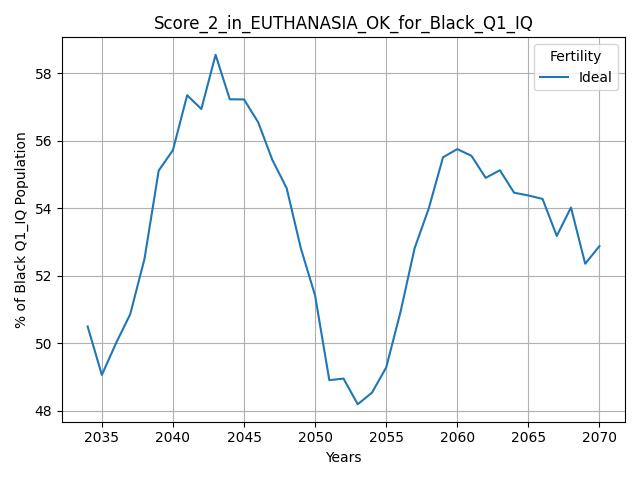 Score_2_in_EUTHANASIA_OK_for_Black_Q1_IQ
Fertility
Ideal
% of Black Q1_IQ Population
58
56
54
52
50
48
2035 2040 2045 2050 2055 2060 2065 2070
Years